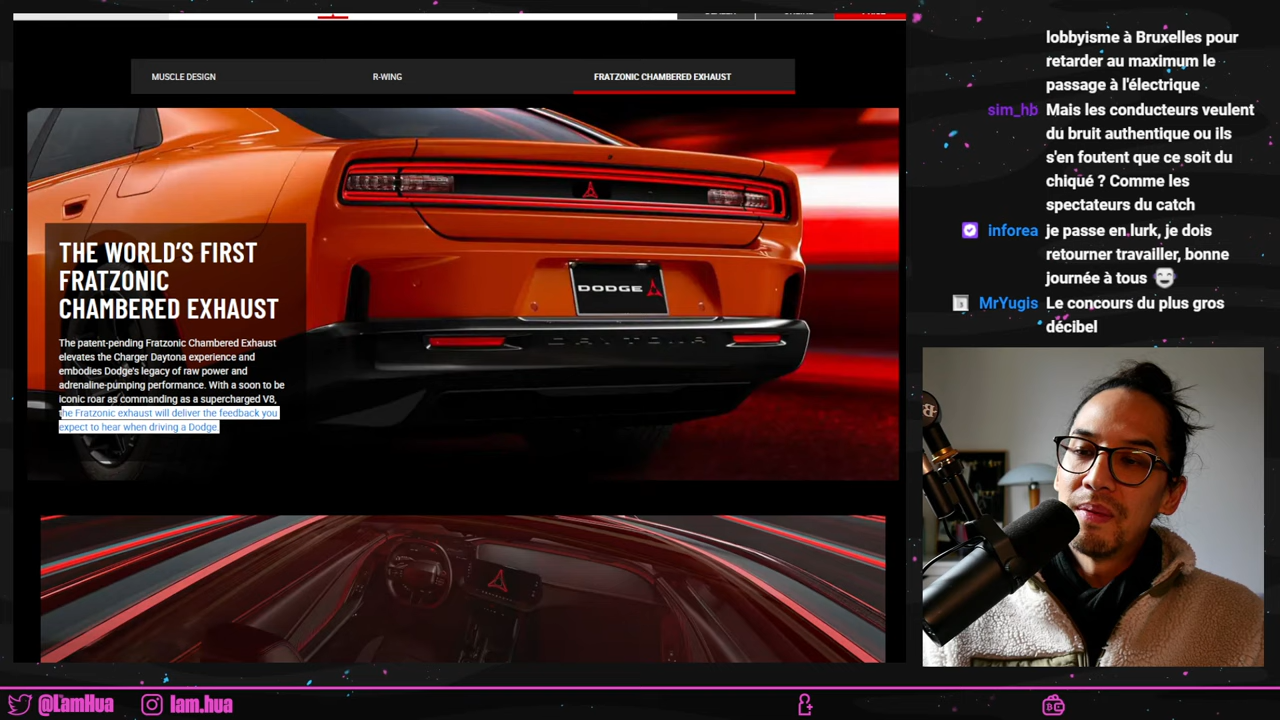 MUSCLE DESIGN
R-WING
FRATZONIC CHAMBERED EXHAUST
THE WORLD'S FIRST
FRATZONIC
CHAMBERED EXHAUST
The patent-pending Fratzonic Chambered Exhaust
elevates the Charger Daytona experience and
embodies Dodge's legacy of raw power and
adrenaline-pumping performance. With a soon to be
iconic roar as commanding as a supercharged V8,
the Fratzonic exhaust will deliver the feedback you
expect to hear when driving a Dodge.
DODGE
DAYTONA
lobbyisme à Bruxelles pour
retarder au maximum le
passage à l'électrique
sim_hb Mais les conducteurs veulent
du bruit authentique ou ils
s'en foutent que ce soit du
chiqué ? Comme les
spectateurs du catch
inforea je passe en lurk, je dois
retourner travailler, bonne
journée à tous
MrYugis Le concours du plus gros
décibel
@LamHua
lam.hua